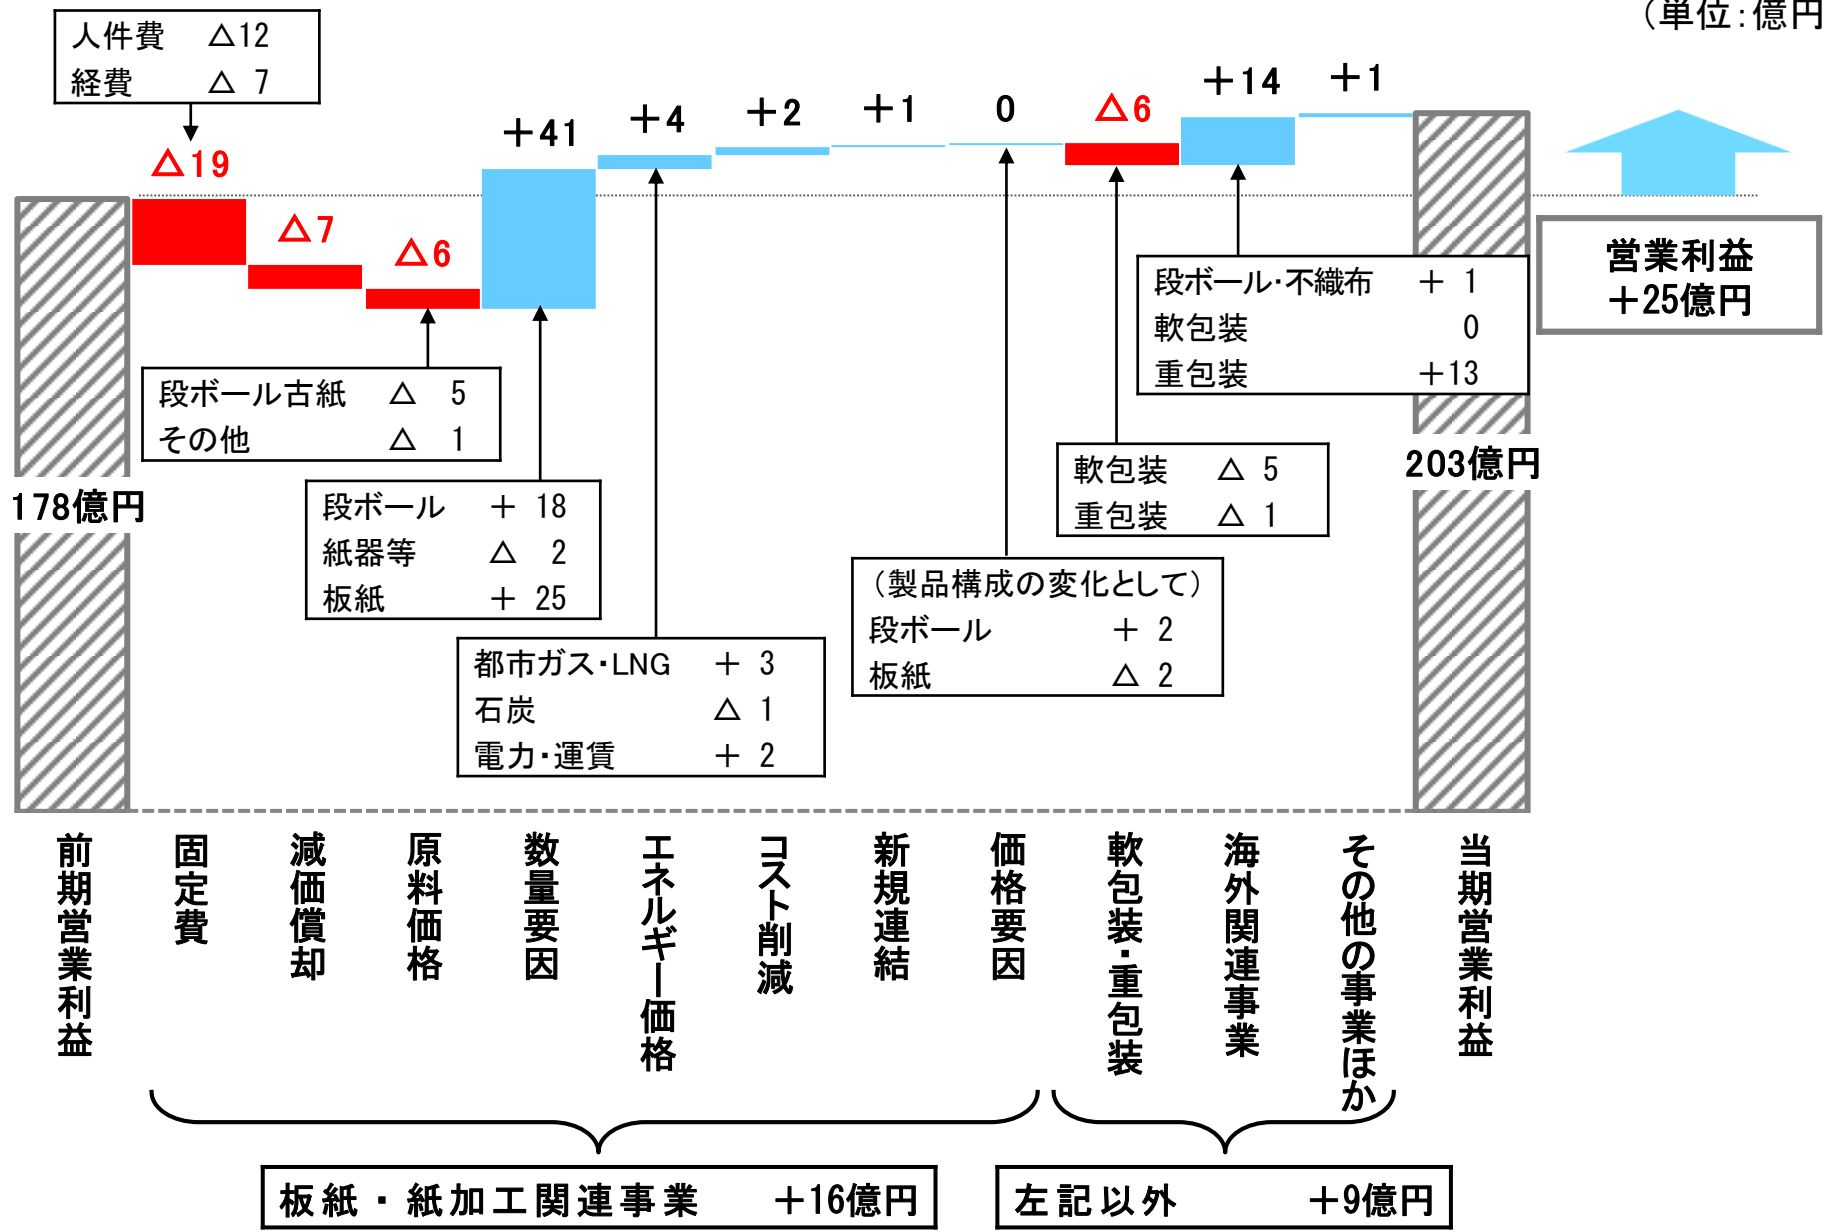 （単位：億円
人件費 △12
経費 △ 7
△19
△7
△6
+41
+4
+2
+1
0
△6
+14
+1
営業利益
+25億円
段ボール・不織布 + 1
軟包装 0
重包装 +13
段ボール古紙 △ 5
その他 △ 1
178億円
203億円
軟包装 △ 5
重包装 △ 1
段ボール + 18
紙器等 △ 2
板紙 + 25
（製品構成の変化として）
段ボール + 2
板紙 △ 2
都市ガス・LNG + 3
石炭 △ 1
電力・運賃 + 2
前期営業利益
固定費
減価償却
原料価格
数量要因
エネルギー価格
コスト削減
新規連結
価格要因
軟包装・重包装
海外関連事業
その他の事業ほか
当期営業利益
板紙・紙加工関連事業 +16億円
左記以外 +9億円